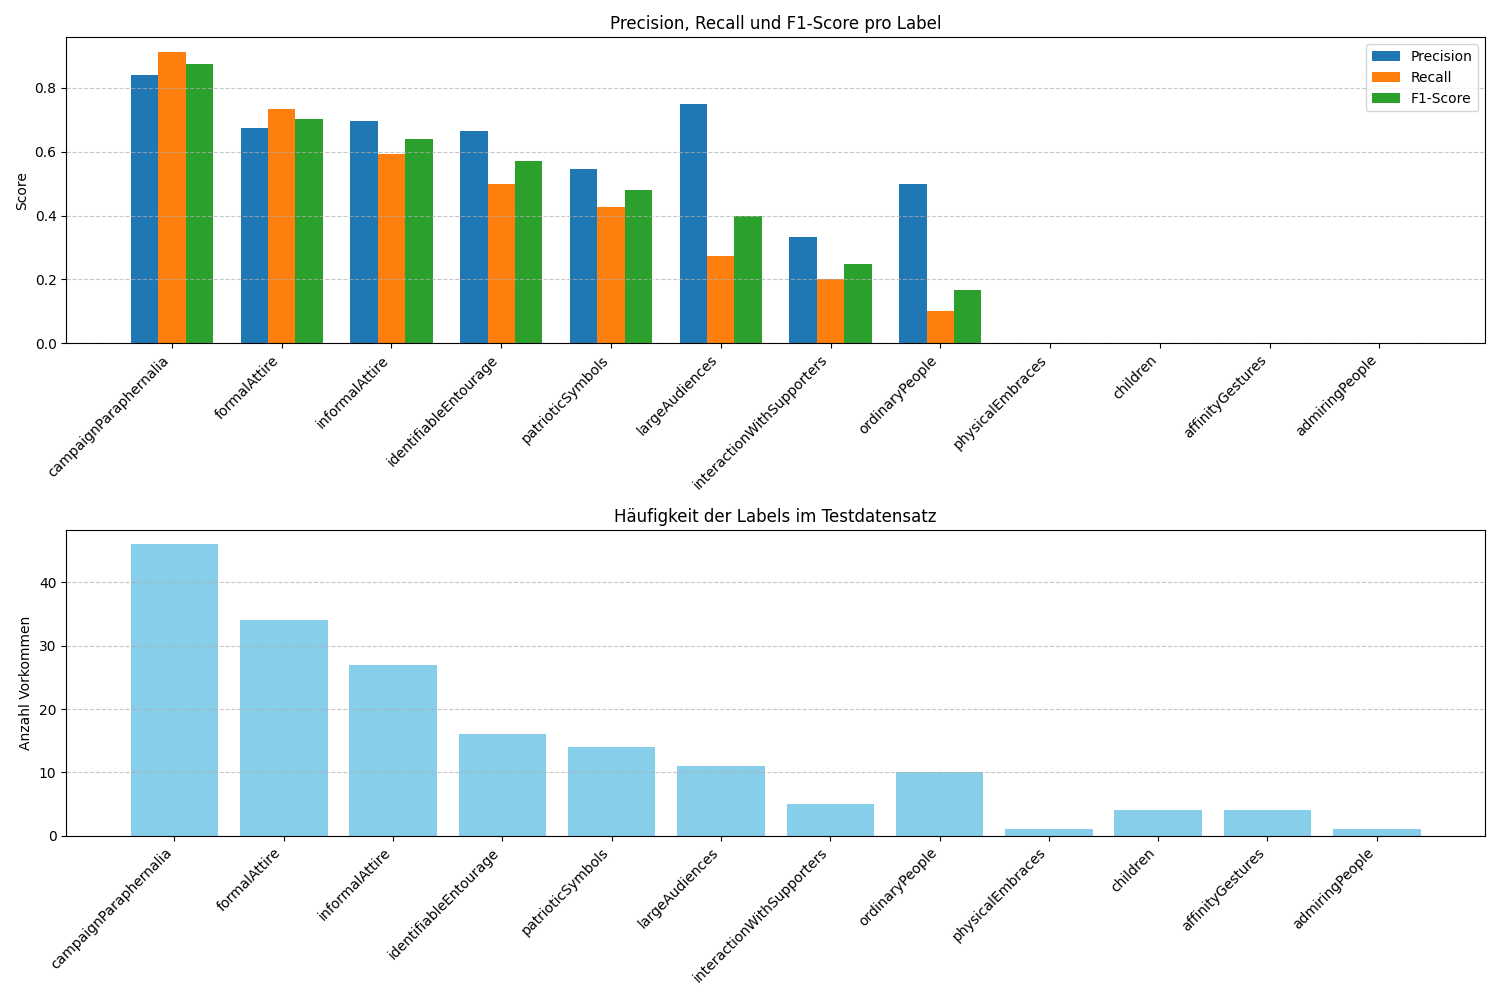 Precision, Recall und F1-Score pro Label
Precision
Recall
F1-Score
Score
0.8
0.6
0.4
0.2
0.0
campaignParaphernalia
formalAttire
informalAttire
identifiableEntourage
patrioticSymbols
largeAudiences
interactionWithSupporters
ordinaryPeople
physicalEmbraces
children
affinityGestures
admiringPeople
Häufigkeit der Labels im Testdatensatz
Anzahl Vorkommen
40
30
20
10
0
campaignParaphernalia
formalAttire
informalAttire
identifiableEntourage
patrioticSymbols
largeAudiences
interactionWithSupporters
ordinaryPeople
physicalEmbraces
children
affinityGestures
admiringPeople